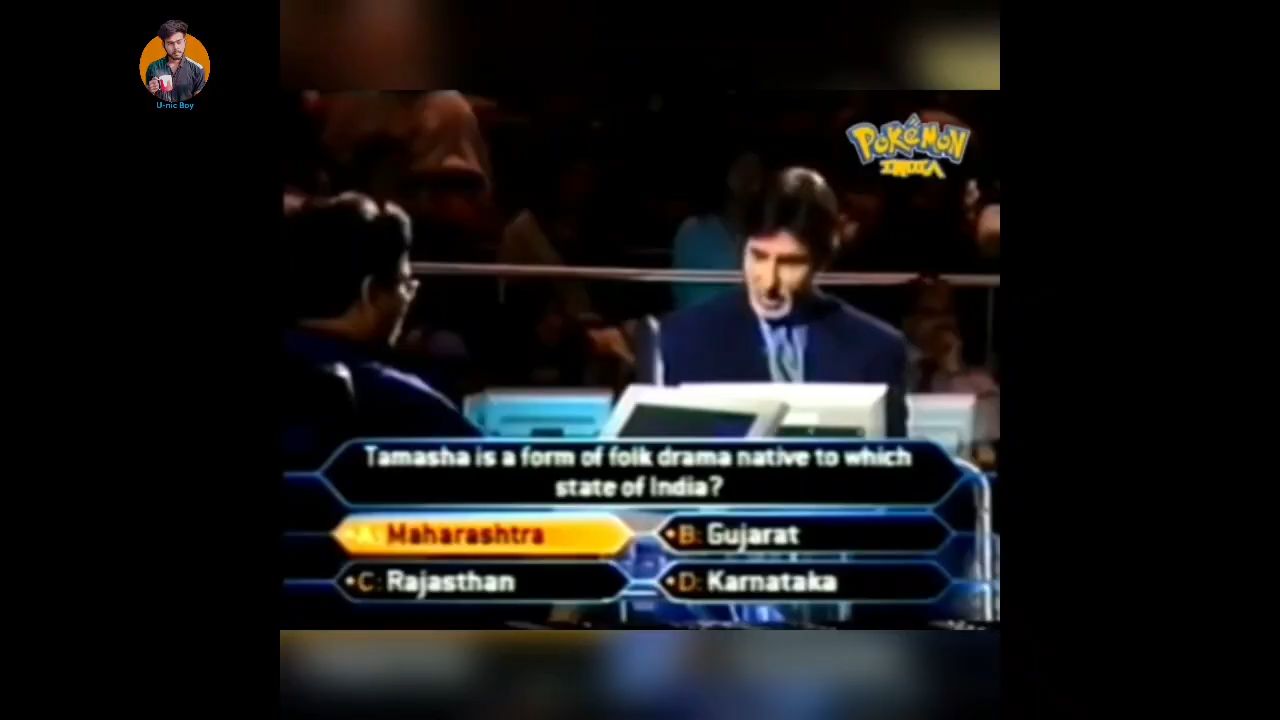 U-nic Boy
POKéMON
INDIA
Tamasha is a form of folk drama native to which
state of India?
A: Maharashtra
B: Gujarat
C: Rajasthan
D: Karnataka